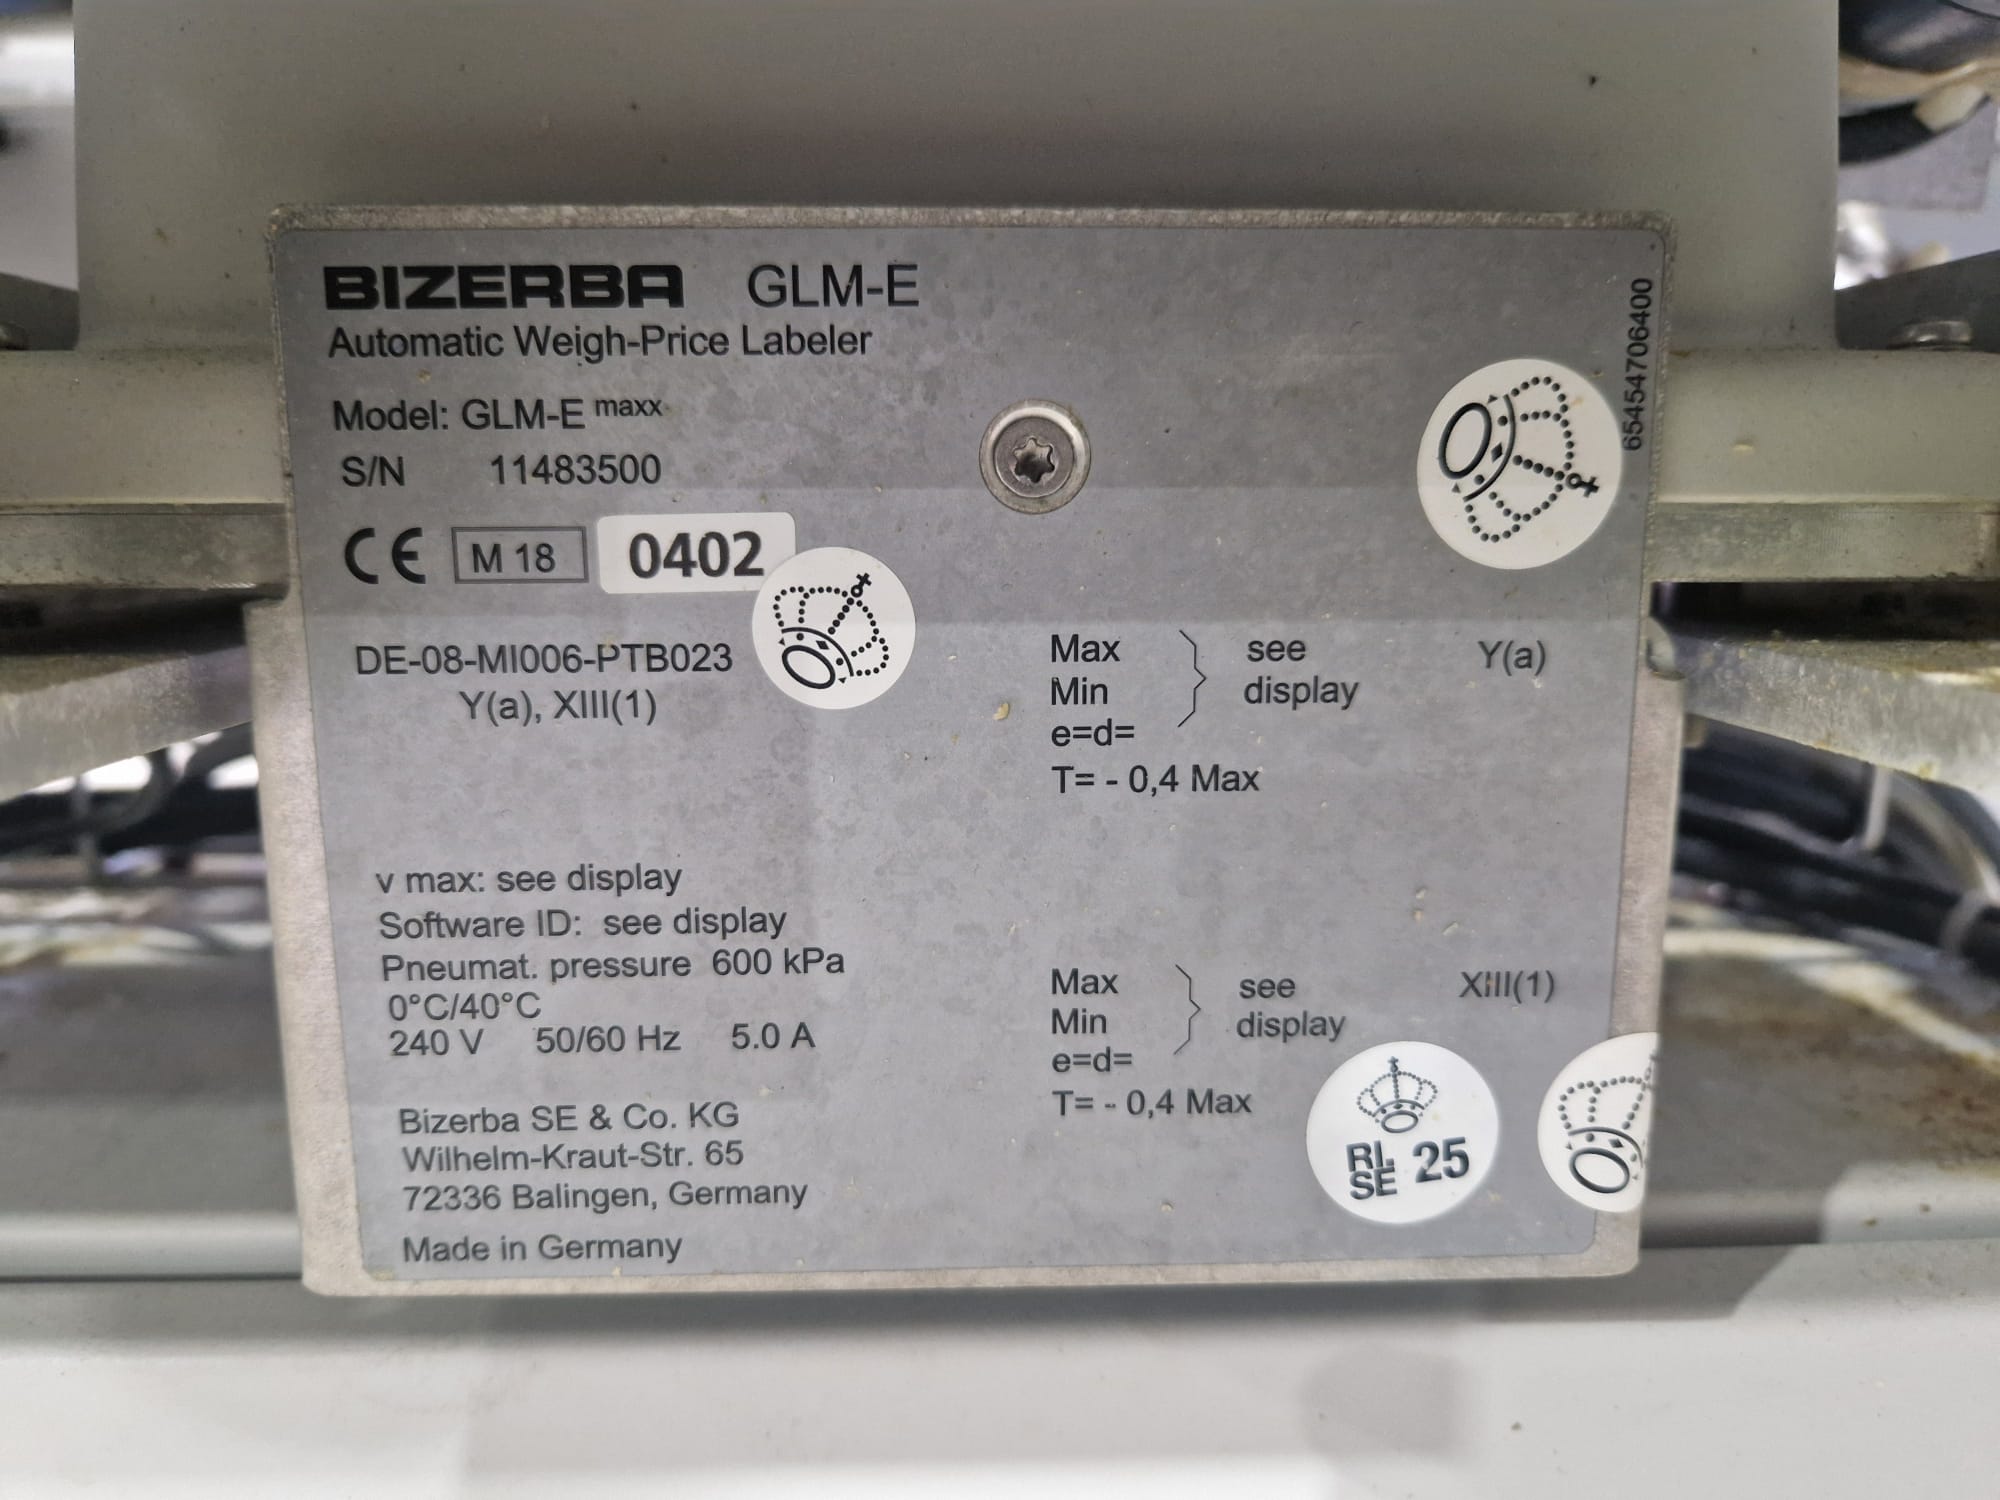 BIZERBA GLM-E
Automatic Weigh-Price Labeler
Model: GLM-E maxx
S/N 11483500
CE M 18 0402
DE-08-MI006-PTB023
Y(a), XIII(1)
v max: see display
Software ID: see display
Pneumat. pressure 600 kPa
0°C/40°C
240 V 50/60 Hz 5.0 A
Bizerba SE & Co. KG
Wilhelm-Kraut-Str. 65
72336 Balingen, Germany
Made in Germany
65454706400
Max see Y(a)
Min display
e=d=
T= - 0,4 Max
Max see XIII(1)
Min display
e=d=
T= - 0,4 Max
RL 25
SE